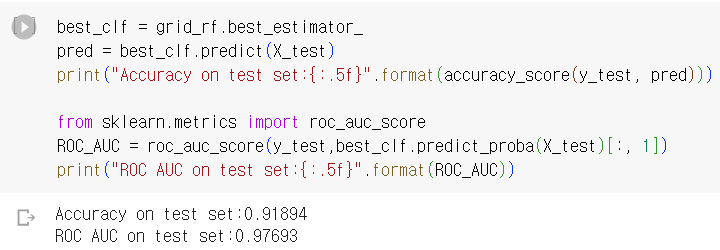 best_clf = grid_rf.best_estimator_
pred = best_clf.predict(X_test)
print("Accuracy on test set:{:.5f}".format(accuracy_score(y_test, pred)))
from sklearn.metrics import roc_auc_score
ROC_AUC = roc_auc_score(y_test,best_clf.predict_proba(X_test)[:, 1])
print("ROC AUC on test set:{:.5f}".format(ROC_AUC))
Accuracy on test set:0.91894
ROC AUC on test set:0.97693